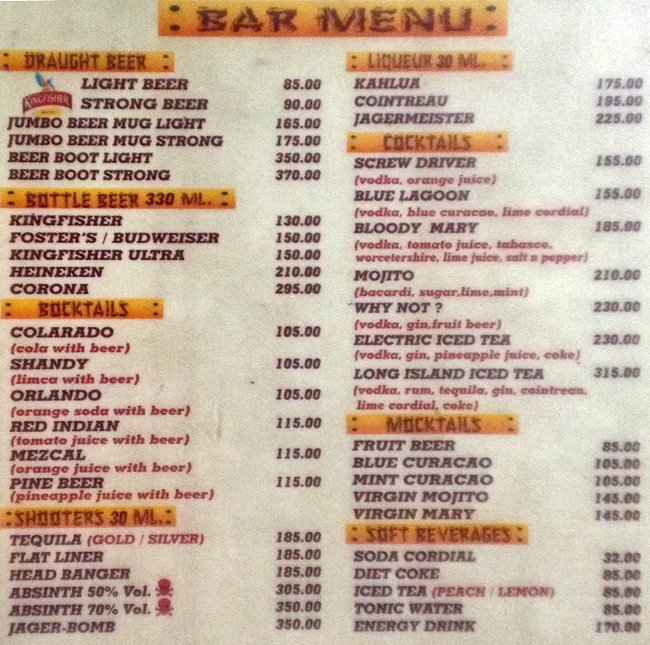 BAR MENU
DRAUGHT BEER
KINGFISHER
LIGHT BEER 85.00
STRONG BEER 90.00
JUMBO BEER MUG LIGHT 165.00
JUMBO BEER MUG STRONG 175.00
BEER BOOT LIGHT 350.00
BEER BOOT STRONG 370.00
BOTTLE BEER 330 ML.
KINGFISHER 130.00
FOSTER'S / BUDWEISER 150.00
KINGFISHER ULTRA 150.00
HEINEKEN 210.00
CORONA 295.00
BOCKTAILS
COLARADO 105.00
(cola with beer)
SHANDY 105.00
(limca with beer)
ORLANDO 105.00
(orange soda with beer)
RED INDIAN 115.00
(tomato juice with beer)
MEZCAL 115.00
(orange juice with beer)
PINE BEER 115.00
(pineapple juice with beer)
SHOOTERS 30 ML.
TEQUILA (GOLD / SILVER) 185.00
FLAT LINER 185.00
HEAD BANGER 185.00
ABSINTH 50% Vol. 305.00
ABSINTH 70% Vol. 350.00
JAGER-BOMB 350.00
LIQUEUR 30 ML.
KAHLUA 175.00
COINTREAU 195.00
JAGERMEISTER 225.00
COCKTAILS
SCREW DRIVER 155.00
(vodka, orange juice)
BLUE LAGOON 155.00
(vodka, blue curacao, lime cordial)
BLOODY MARY 185.00
(vodka, tomato juice, tabasco,
worcetershire, lime juice, salt n pepper)
MOJITO 210.00
(bacardi, sugar,lime,mint)
WHY NOT ? 230.00
(vodka, gin,fruit beer)
ELECTRIC ICED TEA 230.00
(vodka, gin, pineapple juice, coke)
LONG ISLAND ICED TEA 315.00
(vodka, rum, tequila, gin, cointreau,
lime cordial, coke)
MOCKTAILS
FRUIT BEER 85.00
BLUE CURACAO 105.00
MINT CURACAO 105.00
VIRGIN MOJITO 145.00
VIRGIN MARY 145.00
SOFT BEVERAGES
SODA CORDIAL 32.00
DIET COKE 85.00
ICED TEA (PEACH / LEMON) 85.00
TONIC WATER 85.00
ENERGY DRINK 170.00